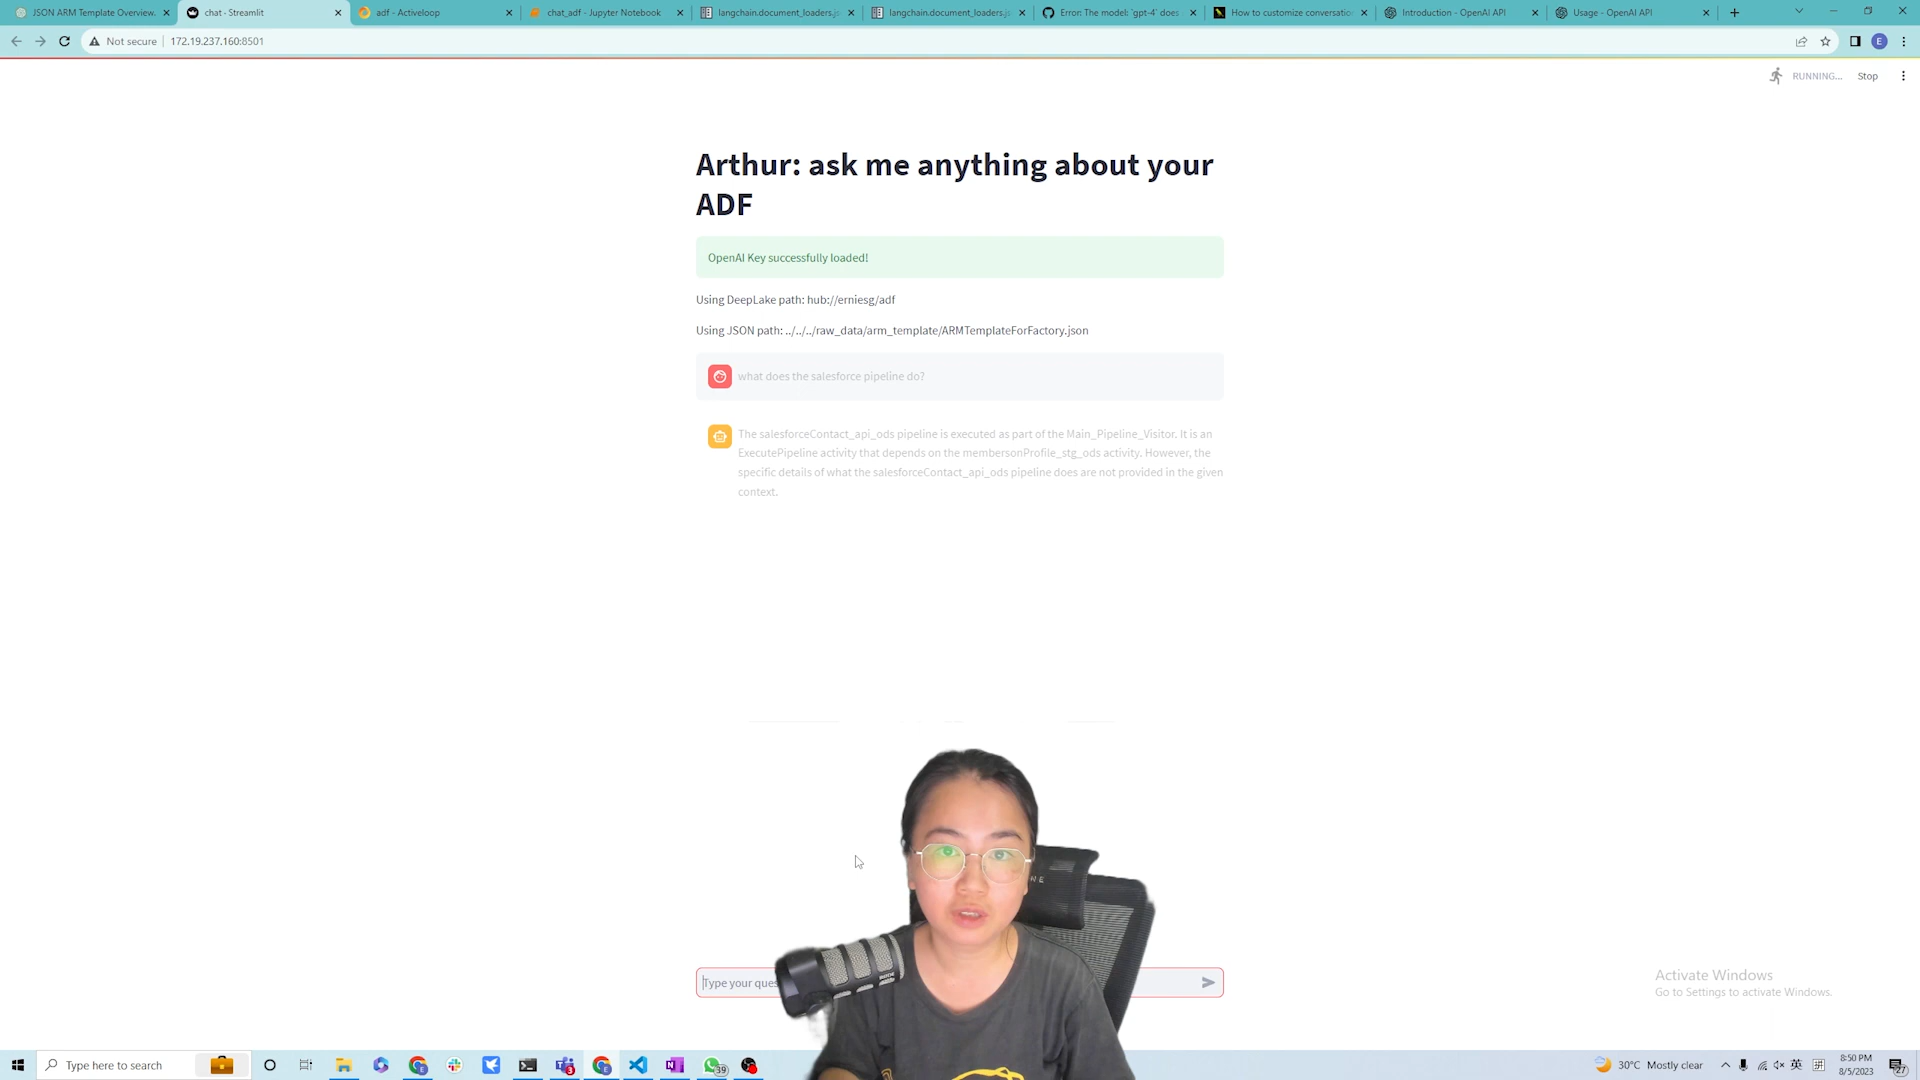 JSON ARM Template Overview.
chat - Streamlit
adf - Activeloop
chat_adf - Jupyter Notebook
langchain.document_loaders.js
langchain.document_loaders.js
Error: The model: `gpt-4` does
How to customize conversation
Introduction - OpenAI API
Usage - OpenAI API
Not secure
172.19.237.160:8501
E
RUNNING...
Stop
Arthur: ask me anything about your
ADF
OpenAI Key successfully loaded!
Using DeepLake path: hub://erniesg/adf
Using JSON path: ../../../raw_data/arm_template/ARMTemplateForFactory.json
what does the salesforce pipeline do?
The salesforceContact_api_ods pipeline is executed as part of the Main_Pipeline_Visitor. It is an
ExecutePipeline activity that depends on the membersonProfile_stg_ods activity. However, the
specific details of what the salesforceContact_api_ods pipeline does are not provided in the given
context.
Type your ques
Activate Windows
Go to Settings to activate Windows.
Type here to search
3
39
30°C Mostly clear
英
8:50 PM
8/5/2023
27